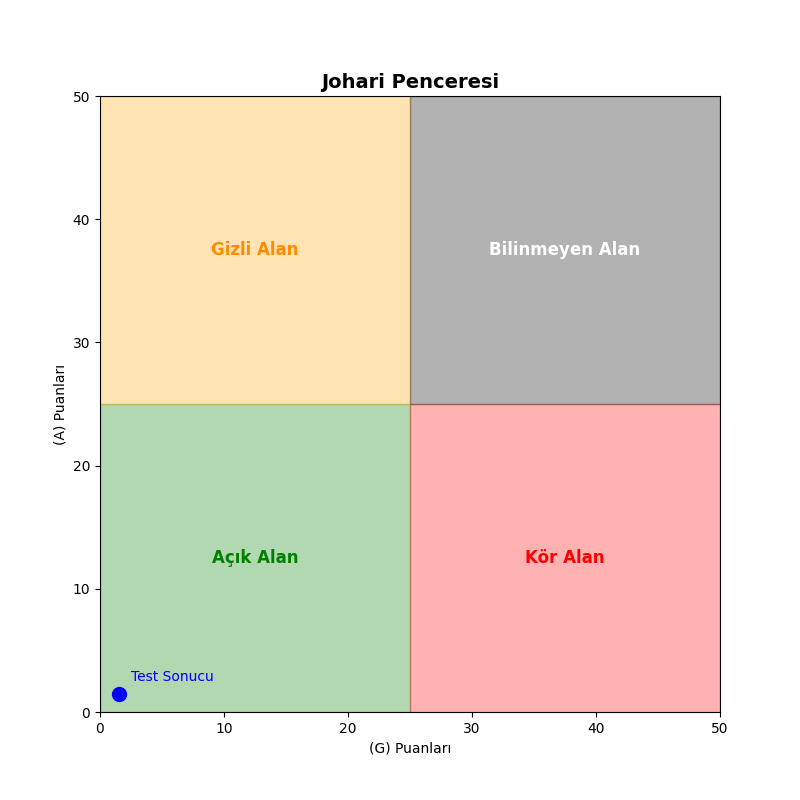 Johari Penceresi
50
40
30
20
10
0
(A) Puanları
Gizli Alan
Bilinmeyen Alan
Açık Alan
Kör Alan
Test Sonucu
0
10
20
30
40
50
(G) Puanları